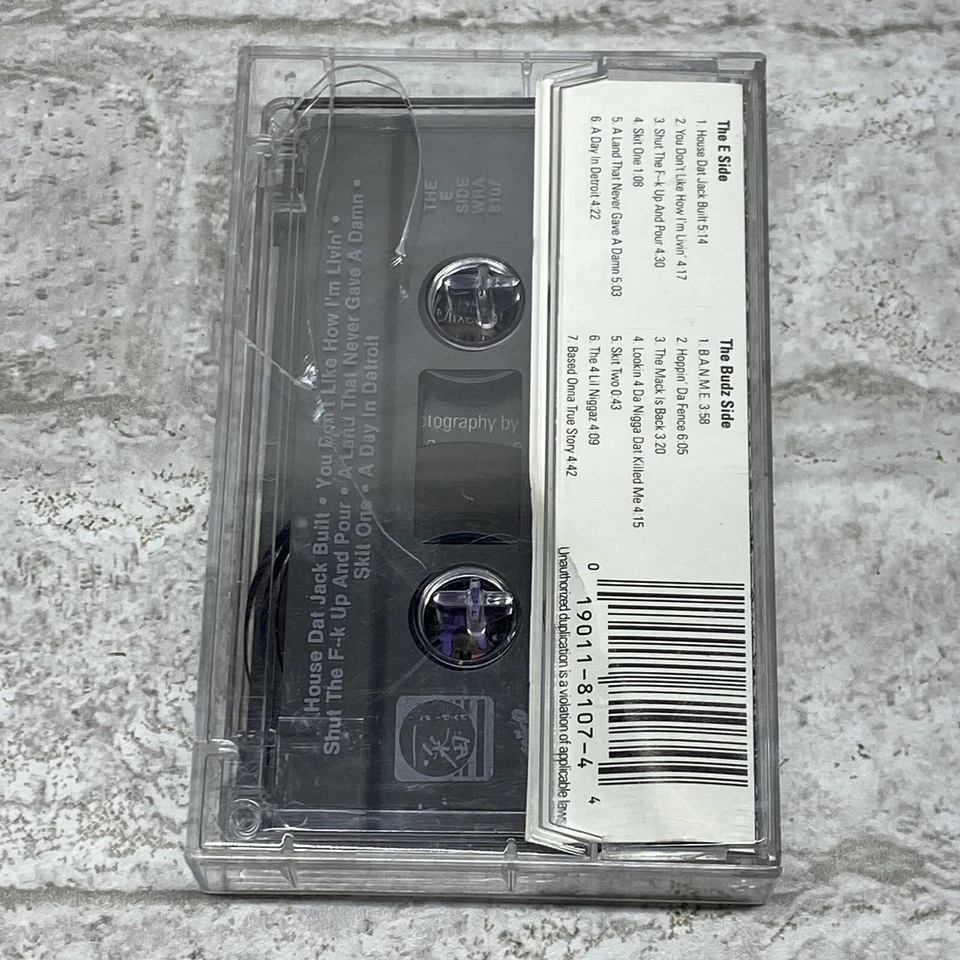 The E Side
1. House Dat Jack Built 5:14
2. You Don't Like How I'm Livin' 4:17
3. Shut The F--k Up And Pour 4:30
4. Skit One 1:08
5. A Land That Never Gave A Damn 5:03
6. A Day In Detroit 4:22
The Budz Side
1. B.A.N.M.E. 3:58
2. Hoppin' Da Fence 6:05
3. The Mack Is Back 3:20
4. Lookin 4 Da Nigga Dat Killed Me 4:15
5. Skit Two 0:43
6. The 4 Lil Niggaz 4:09
7. Based Onna True Story 4:42
Unauthorized duplication is a violation of applicable laws
0 19011-8107-4 4
THE
E
SIDE
WRA
8107
otography by
House Dat Jack Built • You Don't Like How I'm Livin' •
Shut The F--k Up And Pour • A Land That Never Gave A Damn •
Skit One • A Day In Detroit